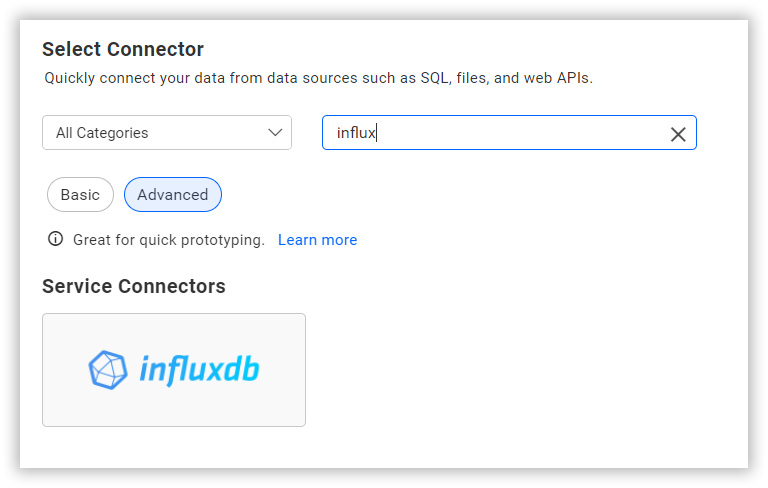 Select Connector
Quickly connect your data from data sources such as SQL, files, and web APIs.
All Categories
influx
Basic
Advanced
Great for quick prototyping. Learn more
Service Connectors
influxdb